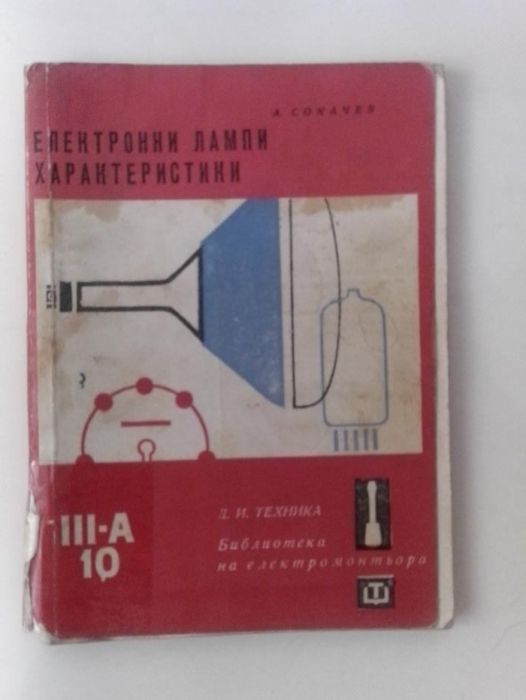 А. СОКАЧЕВ
ЕЛЕКТРОННИ ЛАМПИ
ХАРАКТЕРИСТИКИ
III-А
10
Д. И. ТЕХНИКА
Библиотека
на електромонтьора
Т